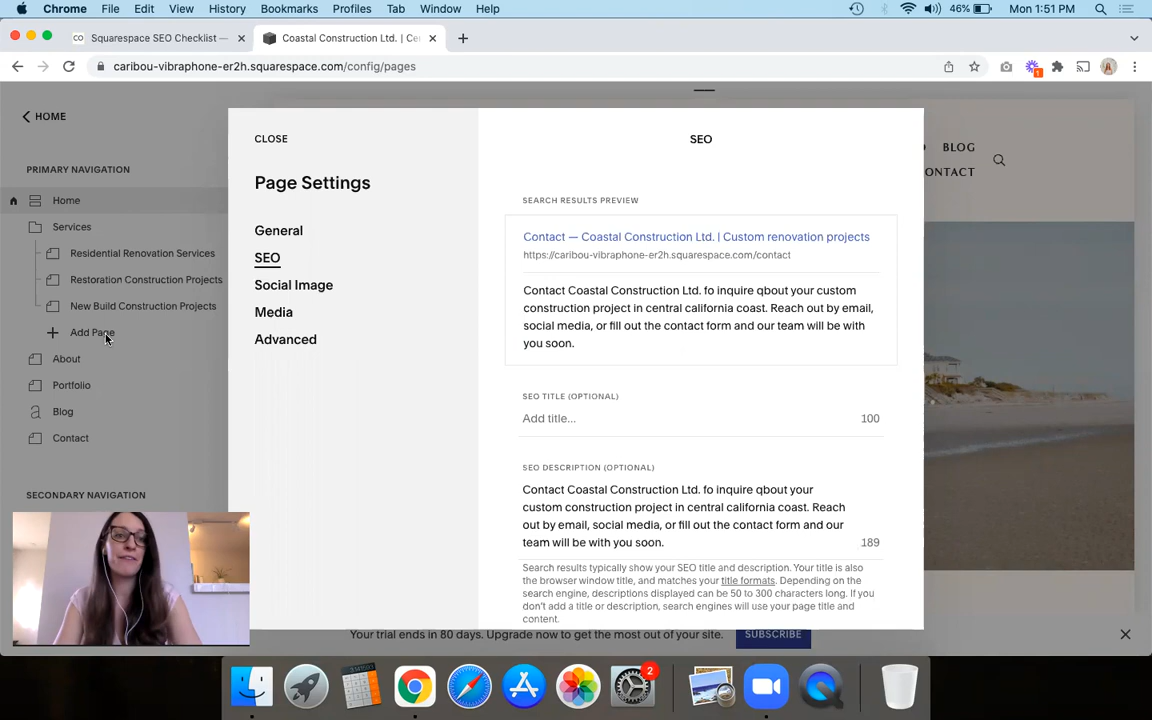 Chrome File Edit View History Bookmarks Profiles Tab Window Help 46% Mon 1:51 PM
CO Squarespace SEO Checklist —
Coastal Construction Ltd. | Ce
caribou-vibraphone-er2h.squarespace.com/config/pages
1
HOME
PRIMARY NAVIGATION
Home
Services
Residential Renovation Services
Restoration Construction Projects
New Build Construction Projects
Add Page
About
Portfolio
Blog
Contact
SECONDARY NAVIGATION
CLOSE
Page Settings
General
SEO
Social Image
Media
Advanced
SEO
SEARCH RESULTS PREVIEW
Contact — Coastal Construction Ltd. | Custom renovation projects
https://caribou-vibraphone-er2h.squarespace.com/contact
Contact Coastal Construction Ltd. fo inquire qbout your custom
construction project in central california coast. Reach out by email,
social media, or fill out the contact form and our team will be with
you soon.
SEO TITLE (OPTIONAL)
Add title... 100
SEO DESCRIPTION (OPTIONAL)
Contact Coastal Construction Ltd. fo inquire qbout your
custom construction project in central california coast. Reach
out by email, social media, or fill out the contact form and our
team will be with you soon. 189
Search results typically show your SEO title and description. Your title is also
the browser window title, and matches your title formats. Depending on the
search engine, descriptions displayed can be 50 to 300 characters long. If you
don't add a title or description, search engines will use your page title and
content.
BLOG
ONTACT
Your trial ends in 80 days. Upgrade now to get the most out of your site. SUBSCRIBE
2